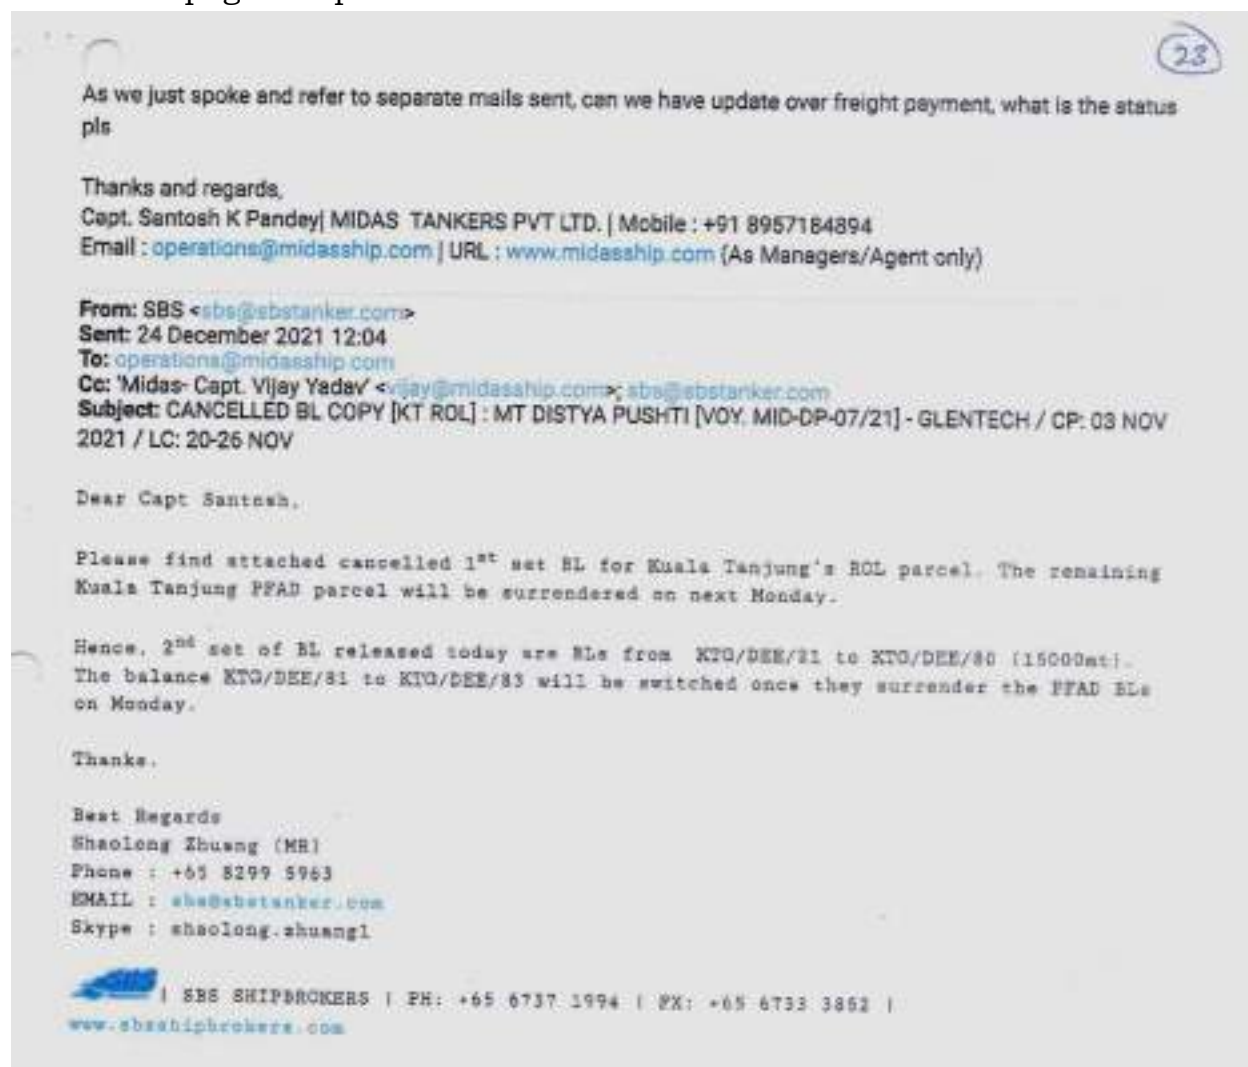 23
As we just spoke and refer to separate mails sent, can we have update over freight payment, what is the status
pls
Thanks and regards,
Capt. Santosh K Pandey| MIDAS TANKERS PVT LTD. | Mobile : +91 8957184894
Email : operations@midasship.com | URL : www.midasship.com (As Managers/Agent only)
From: SBS <sbs@sbstanker.com>
Sent: 24 December 2021 12:04
To: operations@midasship.com
Cc: 'Midas- Capt. Vijay Yadav' <vijay@midasship.com>; sbs@sbstanker.com
Subject: CANCELLED BL COPY [KT ROL] : MT DISTYA PUSHTI [VOY. MID-DP-07/21] - GLENTECH / CP: 03 NOV
2021 / LC: 20-26 NOV
Dear Capt Santosh,
Please find attached cancelled 1st set BL for Kuala Tanjung's ROL parcel. The remaining
Kuala Tanjung PFAD parcel will be surrendered on next Monday.
Hence, 2nd set of BL released today are BLs from KTG/DEE/21 to KTG/DEE/80 (15000mt).
The balance KTG/DEE/81 to KTG/DEE/83 will be switched once they surrender the PFAD BLs
on Monday.
Thanks.
Best Regards
Shaolong Zhuang (MR)
Phone : +65 8299 5963
EMAIL : sbs@sbstanker.com
Skype : shaolong.zhuang1
SBS | SBS SHIPBROKERS | PH: +65 6737 1994 | FX: +65 6733 3862 |
www.sbsshipbrokers.com